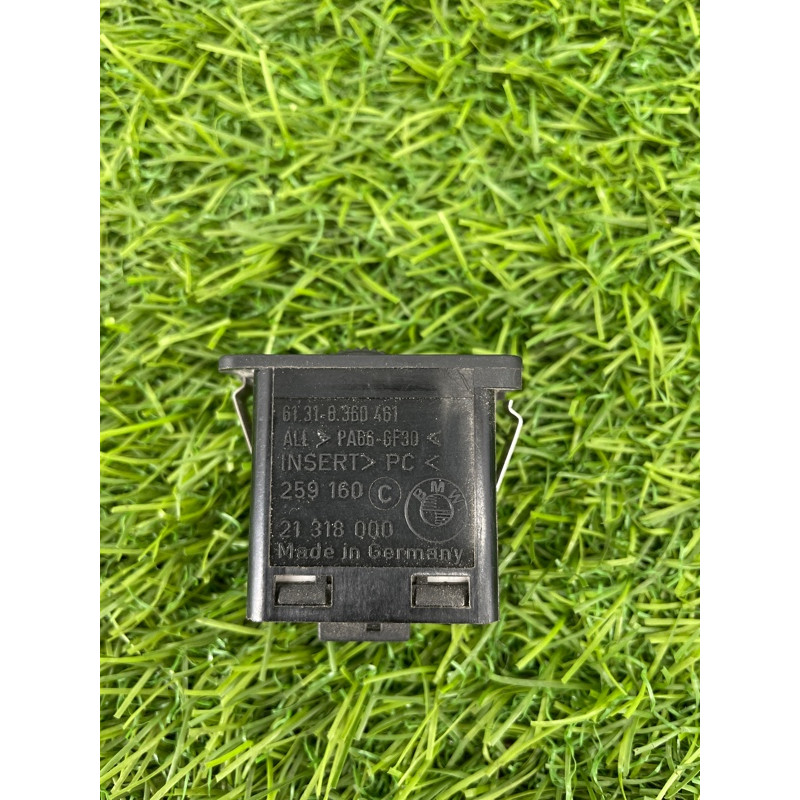 61.31-8.360 461
ALL > PA66-GF30 <
INSERT> PC <
259 160 C
BMW
21 318 000
Made in Germany